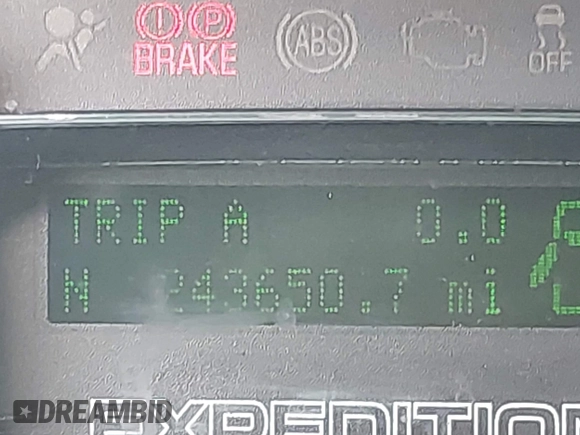 BRAKE ABS OFF
TRIP A 0.0
N 243650.7 mi
EXPEDITION
DREAMBID